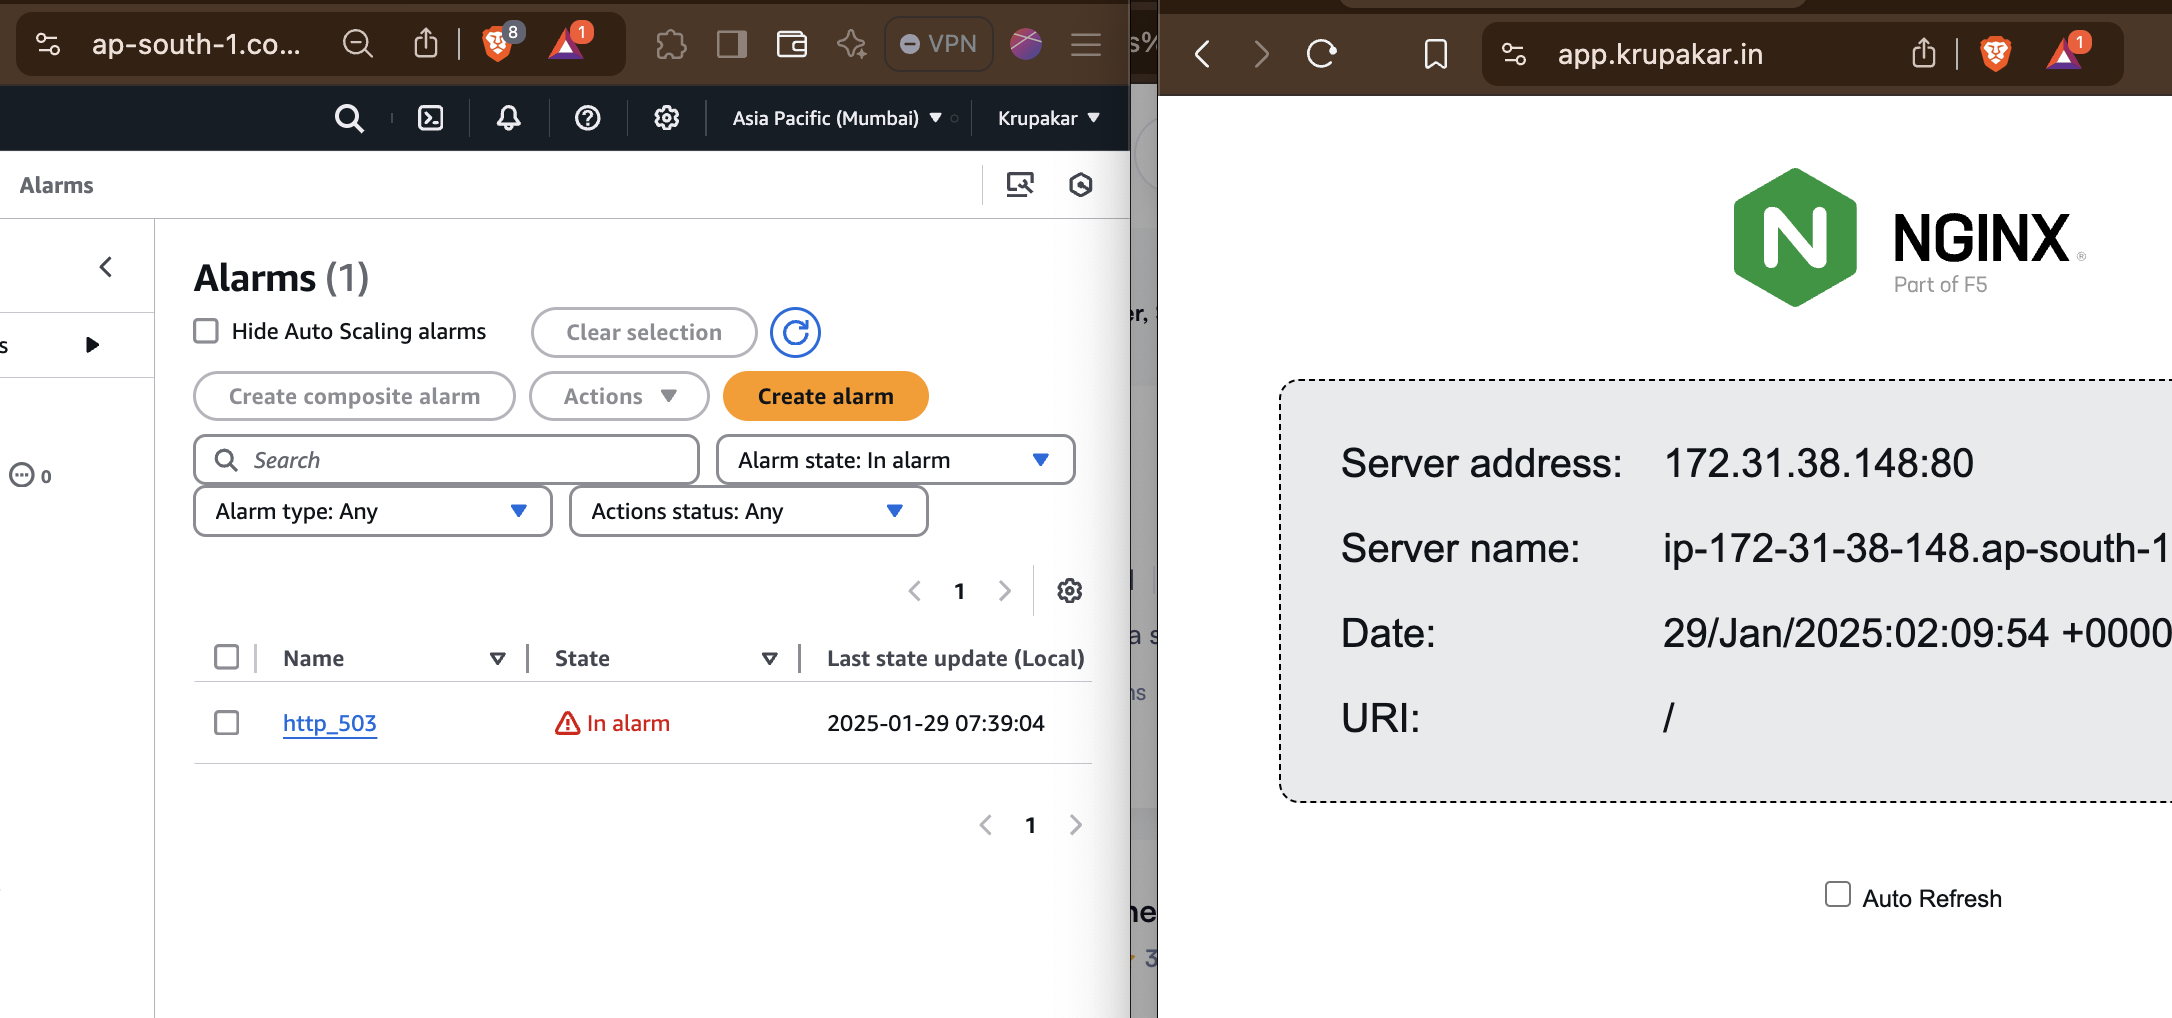 ap-south-1.co...
8
1
VPN
Asia Pacific (Mumbai)
Krupakar
Alarms
Alarms (1)
Hide Auto Scaling alarms
Clear selection
Create composite alarm
Actions
Create alarm
Search
Alarm state: In alarm
Alarm type: Any
Actions status: Any
0
1
Name
State
Last state update (Local)
http_503
In alarm
2025-01-29 07:39:04
1
app.krupakar.in
1
NGINX
Part of F5
Server address: 172.31.38.148:80
Server name: ip-172-31-38-148.ap-south-1
Date: 29/Jan/2025:02:09:54 +0000
URI: /
Auto Refresh